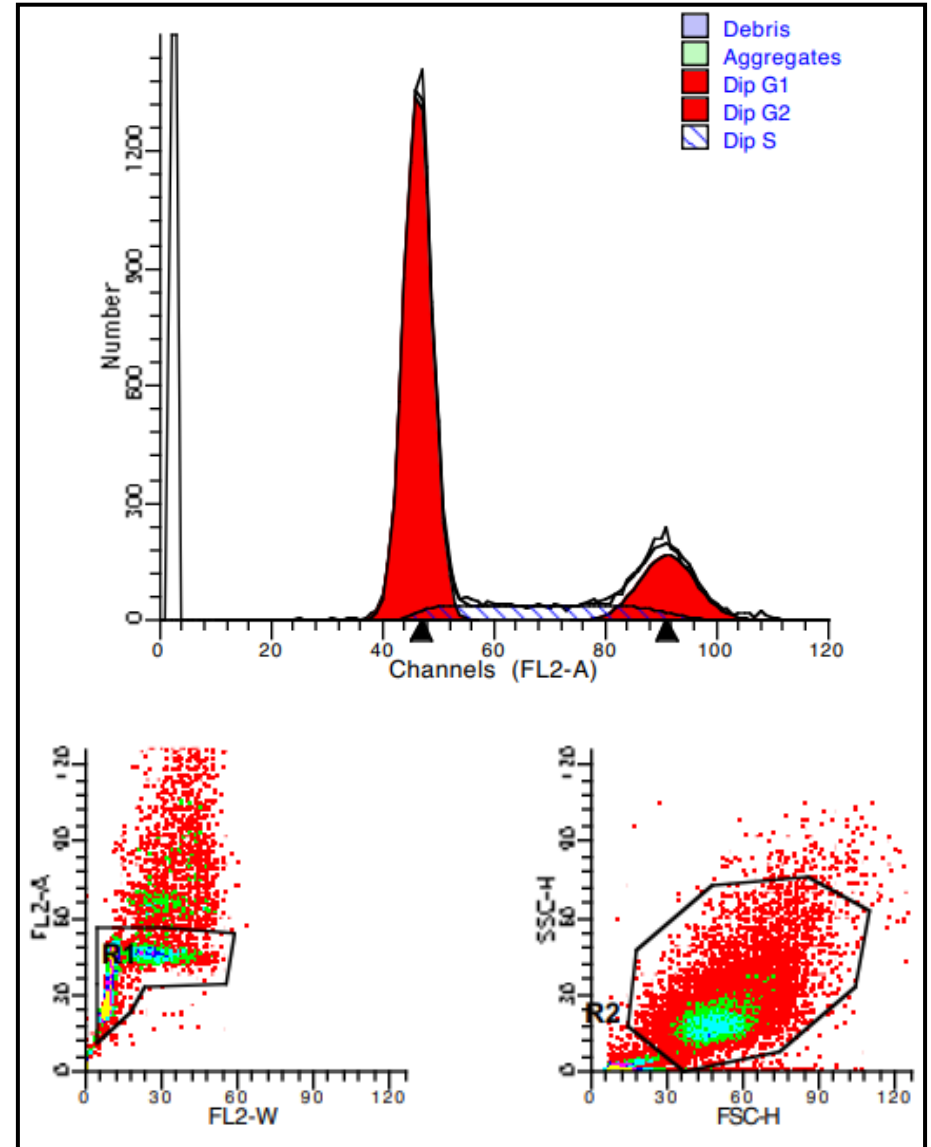 Debris
Aggregates
Dip G1
Dip G2
Dip S
Number
0
300
600
900
1200
0 20 40 60 80 100 120
Channels (FL2-A)
FL2-A
0 30 60 90 120
R1
0 30 60 90 120
FL2-W
SSC-H
0 30 60 90 120
R2
0 30 60 90 120
FSC-H